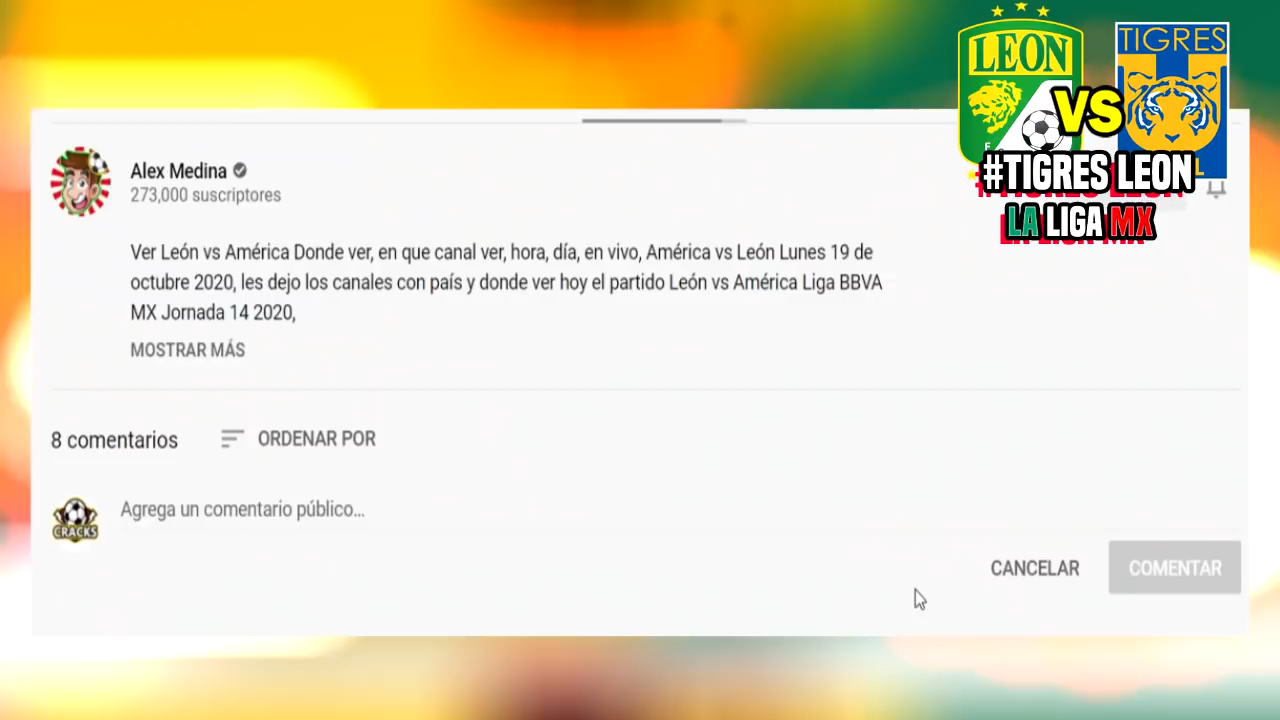 LEON
TIGRES
VS
#TIGRES LEON
LA LIGA MX
Alex Medina
273,000 suscriptores
Ver León vs América Donde ver, en que canal ver, hora, día, en vivo, América vs León Lunes 19 de
octubre 2020, les dejo los canales con país y donde ver hoy el partido León vs América Liga BBVA
MX Jornada 14 2020,
MOSTRAR MÁS
8 comentarios
ORDENAR POR
CRACKS
Agrega un comentario público...
CANCELAR
COMENTAR